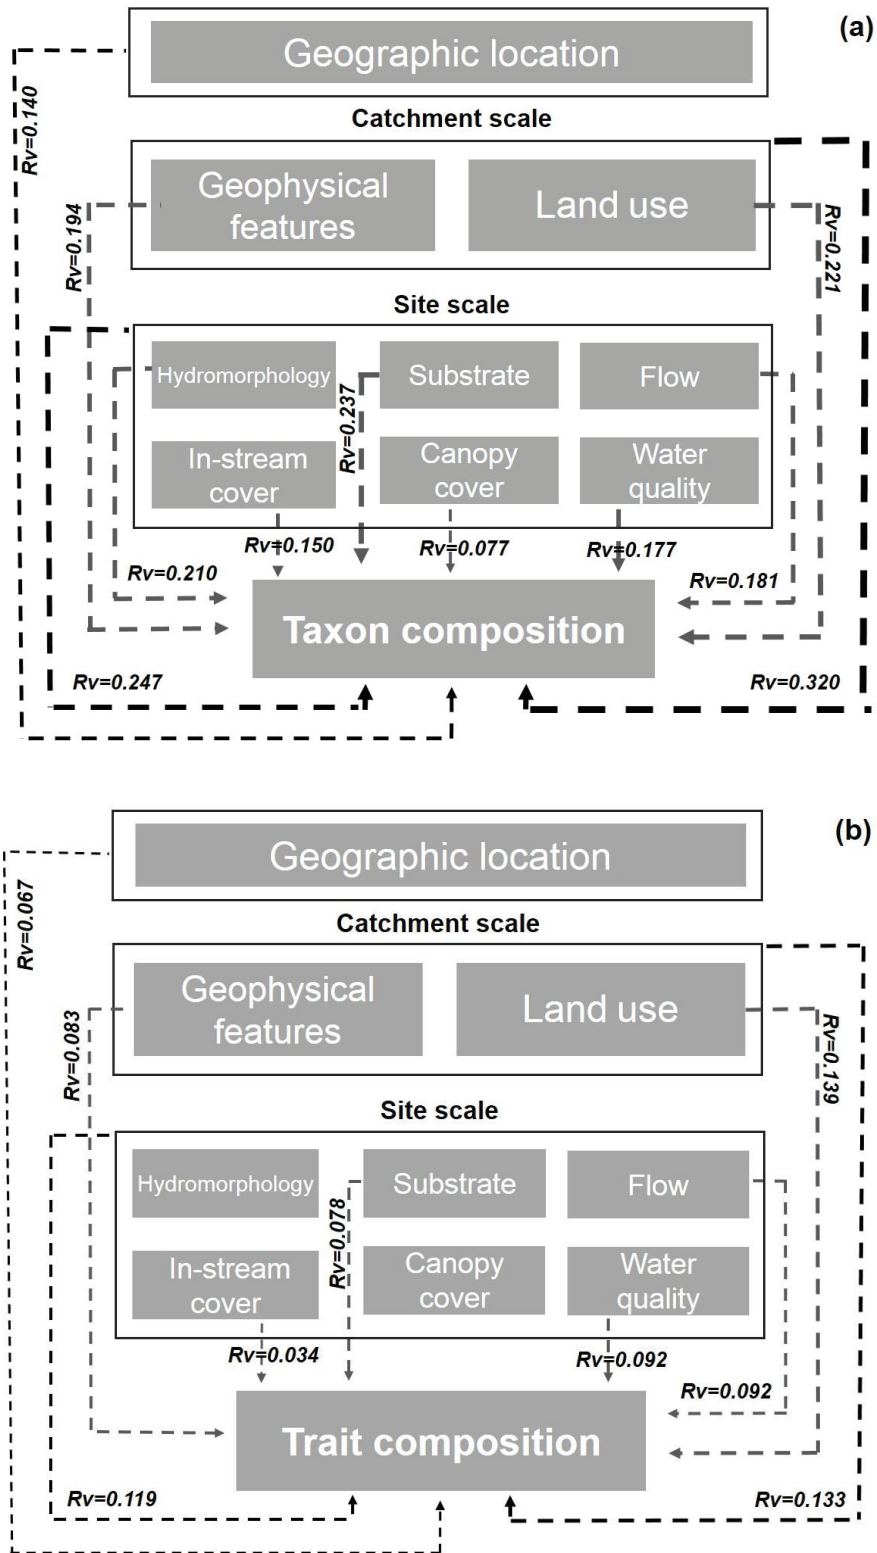 (a)
Geographic location
Rv=0.140
Catchment scale
Geophysical
features
Land use
Rv=0.194
Rv=0.221
Site scale
Hydromorphology
Substrate
Flow
Rv=0.237
In-stream
cover
Canopy
cover
Water
quality
Rv=0.150
Rv=0.077
Rv=0.177
Rv=0.210
Rv=0.181
Taxon composition
Rv=0.247
Rv=0.320
(b)
Geographic location
Rv=0.067
Catchment scale
Geophysical
features
Land use
Rv=0.083
Rv=0.139
Site scale
Hydromorphology
Substrate
Flow
Rv=0.078
In-stream
cover
Canopy
cover
Water
quality
Rv=0.034
Rv=0.092
Rv=0.092
Trait composition
Rv=0.119
Rv=0.133